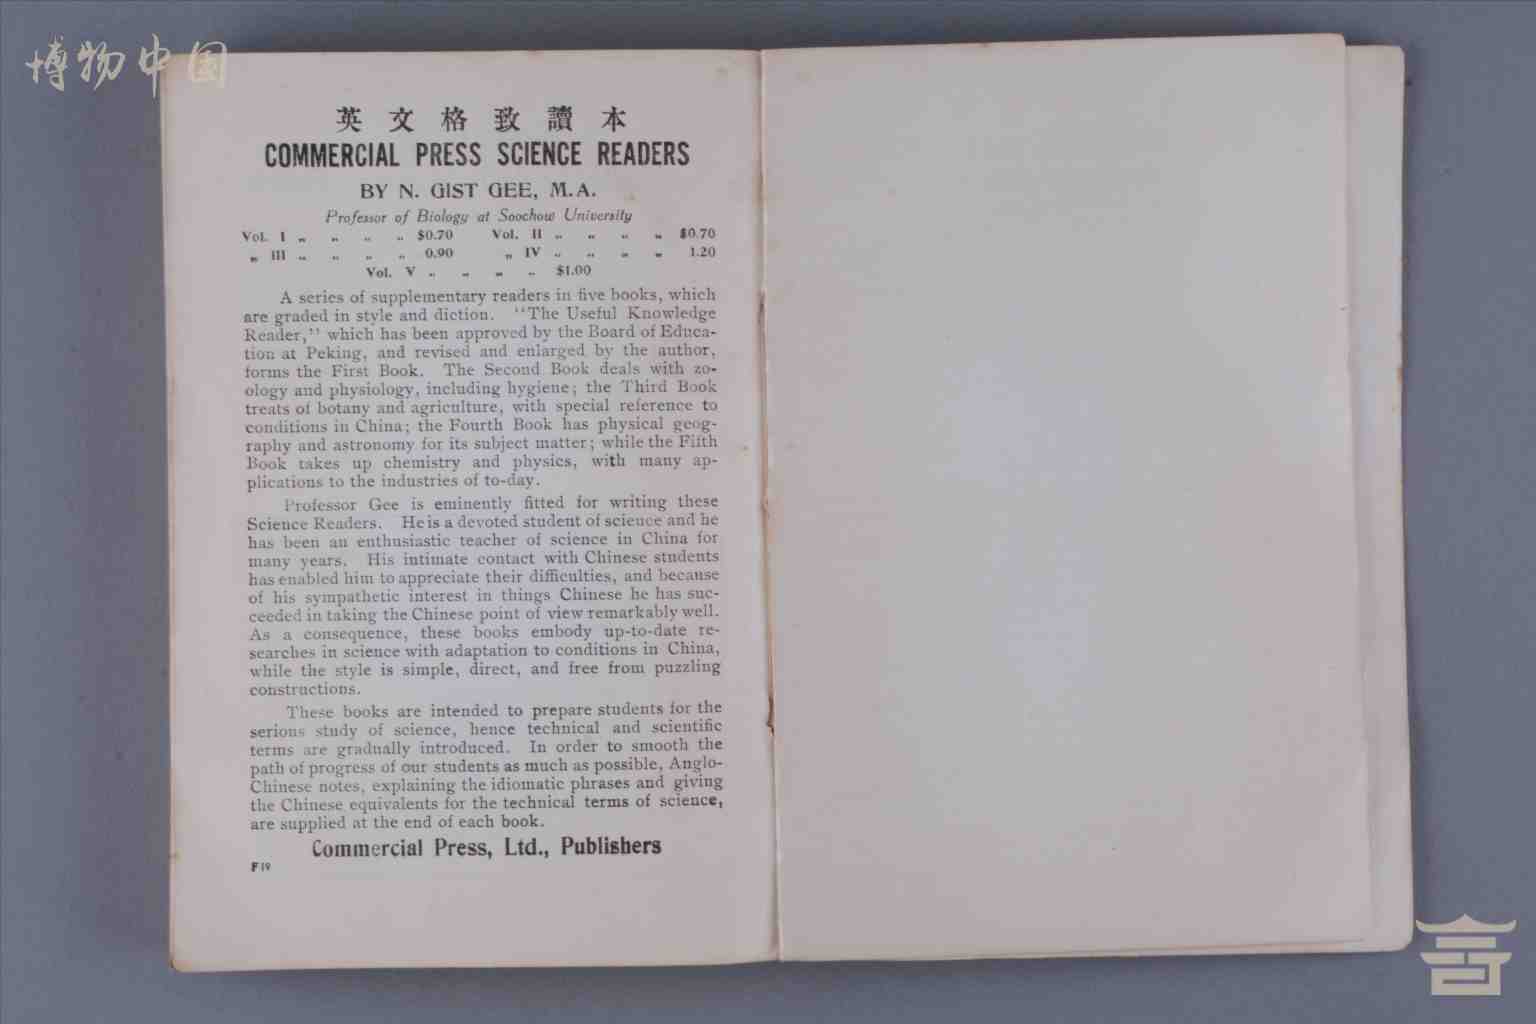 博物中国
英文格致讀本
COMMERCIAL PRESS SCIENCE READERS
BY N. GIST GEE, M.A.
Professor of Biology at Soochow University
Vol. I „ „ „ „ $0.70 Vol. II „ „ „ „ $0.70
„ III „ „ „ „ 0.90 „ IV „ „ „ „ 1.20
Vol. V „ „ „ „ $1.00
A series of supplementary readers in five books, which
are graded in style and diction. "The Useful Knowledge
Reader," which has been approved by the Board of Educa-
tion at Peking, and revised and enlarged by the author,
forms the First Book. The Second Book deals with zo-
ology and physiology, including hygiene; the Third Book
treats of botany and agriculture, with special reference to
conditions in China; the Fourth Book has physical geog-
raphy and astronomy for its subject matter; while the Fifth
Book takes up chemistry and physics, with many ap-
plications to the industries of to-day.
Professor Gee is eminently fitted for writing these
Science Readers. He is a devoted student of science and he
has been an enthusiastic teacher of science in China for
many years. His intimate contact with Chinese students
has enabled him to appreciate their difficulties, and because
of his sympathetic interest in things Chinese he has suc-
ceeded in taking the Chinese point of view remarkably well.
As a consequence, these books embody up-to-date re-
searches in science with adaptation to conditions in China,
while the style is simple, direct, and free from puzzling
constructions.
These books are intended to prepare students for the
serious study of science, hence technical and scientific
terms are gradually introduced. In order to smooth the
path of progress of our students as much as possible, Anglo-
Chinese notes, explaining the idiomatic phrases and giving
the Chinese equivalents for the technical terms of science,
are supplied at the end of each book.
Commercial Press, Ltd., Publishers
F 19